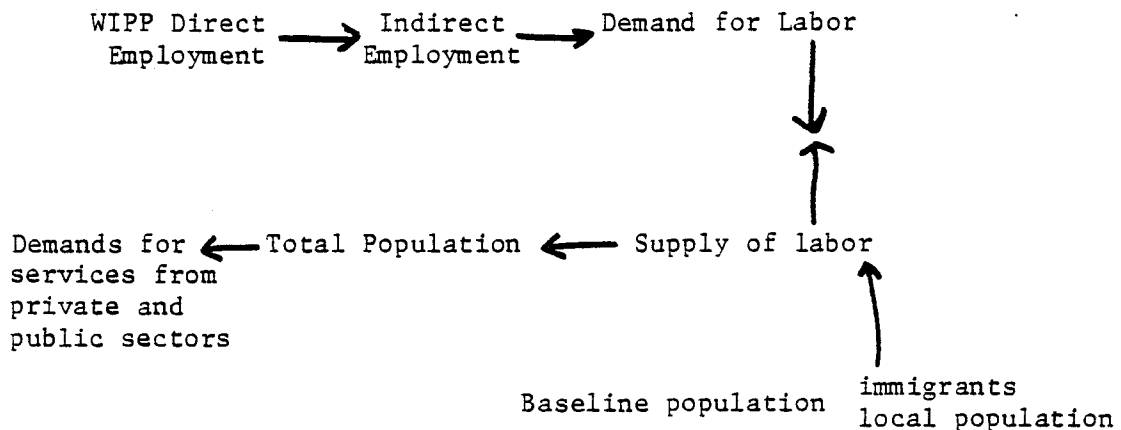 WIPP Direct
Employment
Indirect
Employment
Demand for Labor
Demands for
services from
private and
public sectors
Total Population
Supply of labor
Baseline population
immigrants
local population